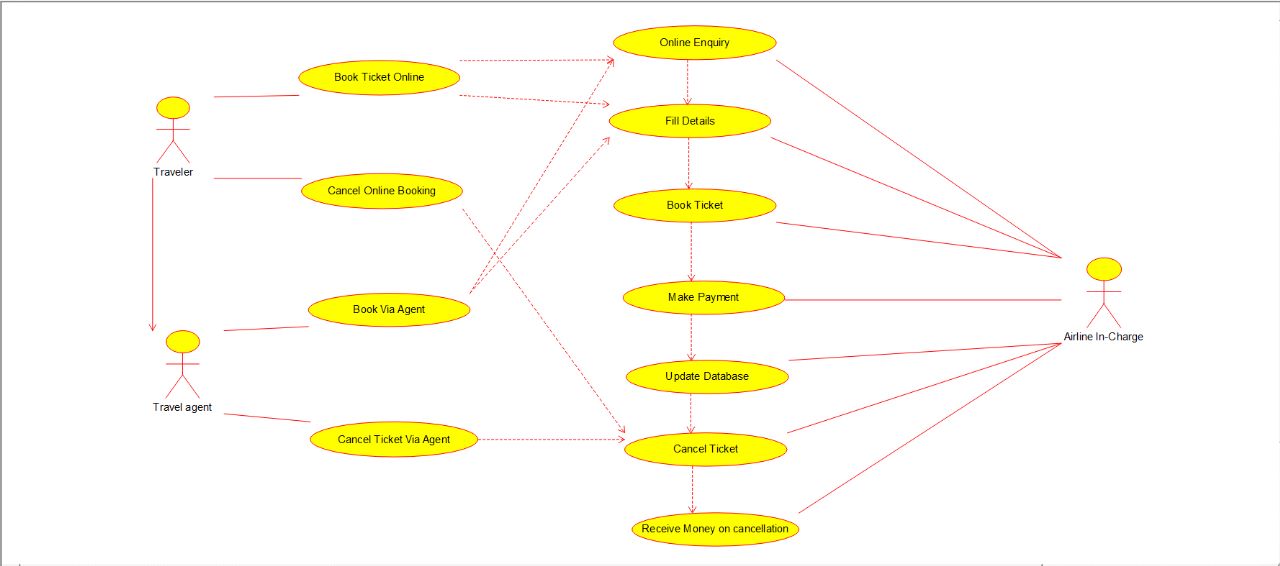 Online Enquiry
Book Ticket Online
Fill Details
Traveler
Cancel Online Booking
Book Ticket
Make Payment
Book Via Agent
Airline In-Charge
Update Database
Travel agent
Cancel Ticket Via Agent
Cancel Ticket
Receive Money on cancellation